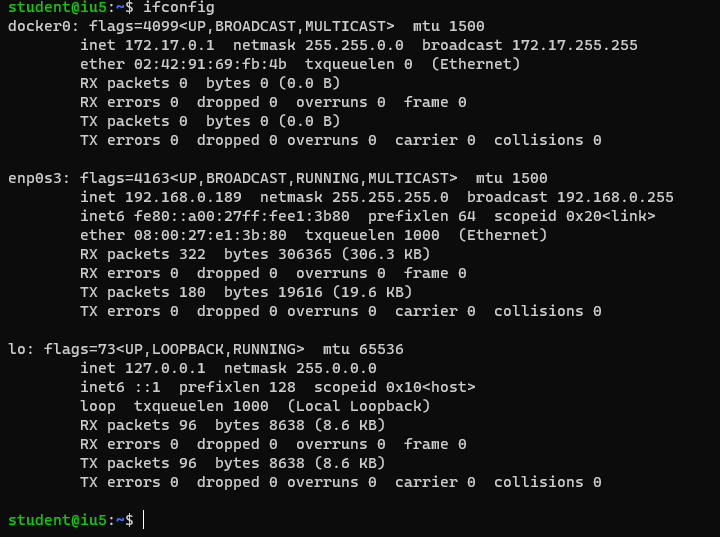 student@iu5:~$ ifconfig
docker0: flags=4099<UP,BROADCAST,MULTICAST>  mtu 1500
        inet 172.17.0.1  netmask 255.255.0.0  broadcast 172.17.255.255
        ether 02:42:91:69:fb:4b  txqueuelen 0  (Ethernet)
        RX packets 0  bytes 0 (0.0 B)
        RX errors 0  dropped 0  overruns 0  frame 0
        TX packets 0  bytes 0 (0.0 B)
        TX errors 0  dropped 0 overruns 0  carrier 0  collisions 0

enp0s3: flags=4163<UP,BROADCAST,RUNNING,MULTICAST>  mtu 1500
        inet 192.168.0.189  netmask 255.255.255.0  broadcast 192.168.0.255
        inet6 fe80::a00:27ff:fee1:3b80  prefixlen 64  scopeid 0x20<link>
        ether 08:00:27:e1:3b:80  txqueuelen 1000  (Ethernet)
        RX packets 322  bytes 306365 (306.3 KB)
        RX errors 0  dropped 0  overruns 0  frame 0
        TX packets 180  bytes 19616 (19.6 KB)
        TX errors 0  dropped 0 overruns 0  carrier 0  collisions 0

lo: flags=73<UP,LOOPBACK,RUNNING>  mtu 65536
        inet 127.0.0.1  netmask 255.0.0.0
        inet6 ::1  prefixlen 128  scopeid 0x10<host>
        loop  txqueuelen 1000  (Local Loopback)
        RX packets 96  bytes 8638 (8.6 KB)
        RX errors 0  dropped 0  overruns 0  frame 0
        TX packets 96  bytes 8638 (8.6 KB)
        TX errors 0  dropped 0 overruns 0  carrier 0  collisions 0

student@iu5:~$